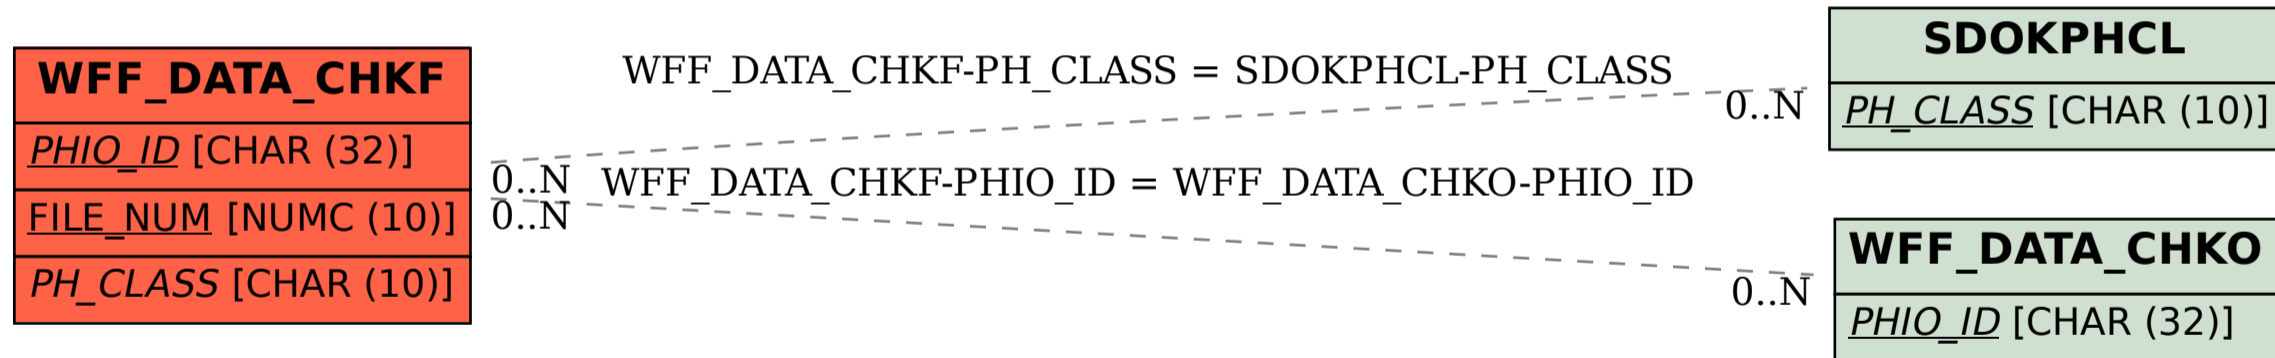 WFF_DATA_CHKF
PHIO_ID [CHAR (32)]
FILE_NUM [NUMC (10)]
PH_CLASS [CHAR (10)]
WFF_DATA_CHKF-PH_CLASS = SDOKPHCL-PH_CLASS
0..N
0..N
WFF_DATA_CHKF-PHIO_ID = WFF_DATA_CHKO-PHIO_ID
0..N
0..N
SDOKPHCL
PH_CLASS [CHAR (10)]
WFF_DATA_CHKO
PHIO_ID [CHAR (32)]